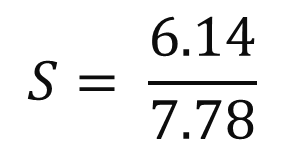 S = 6.14 / 7.78